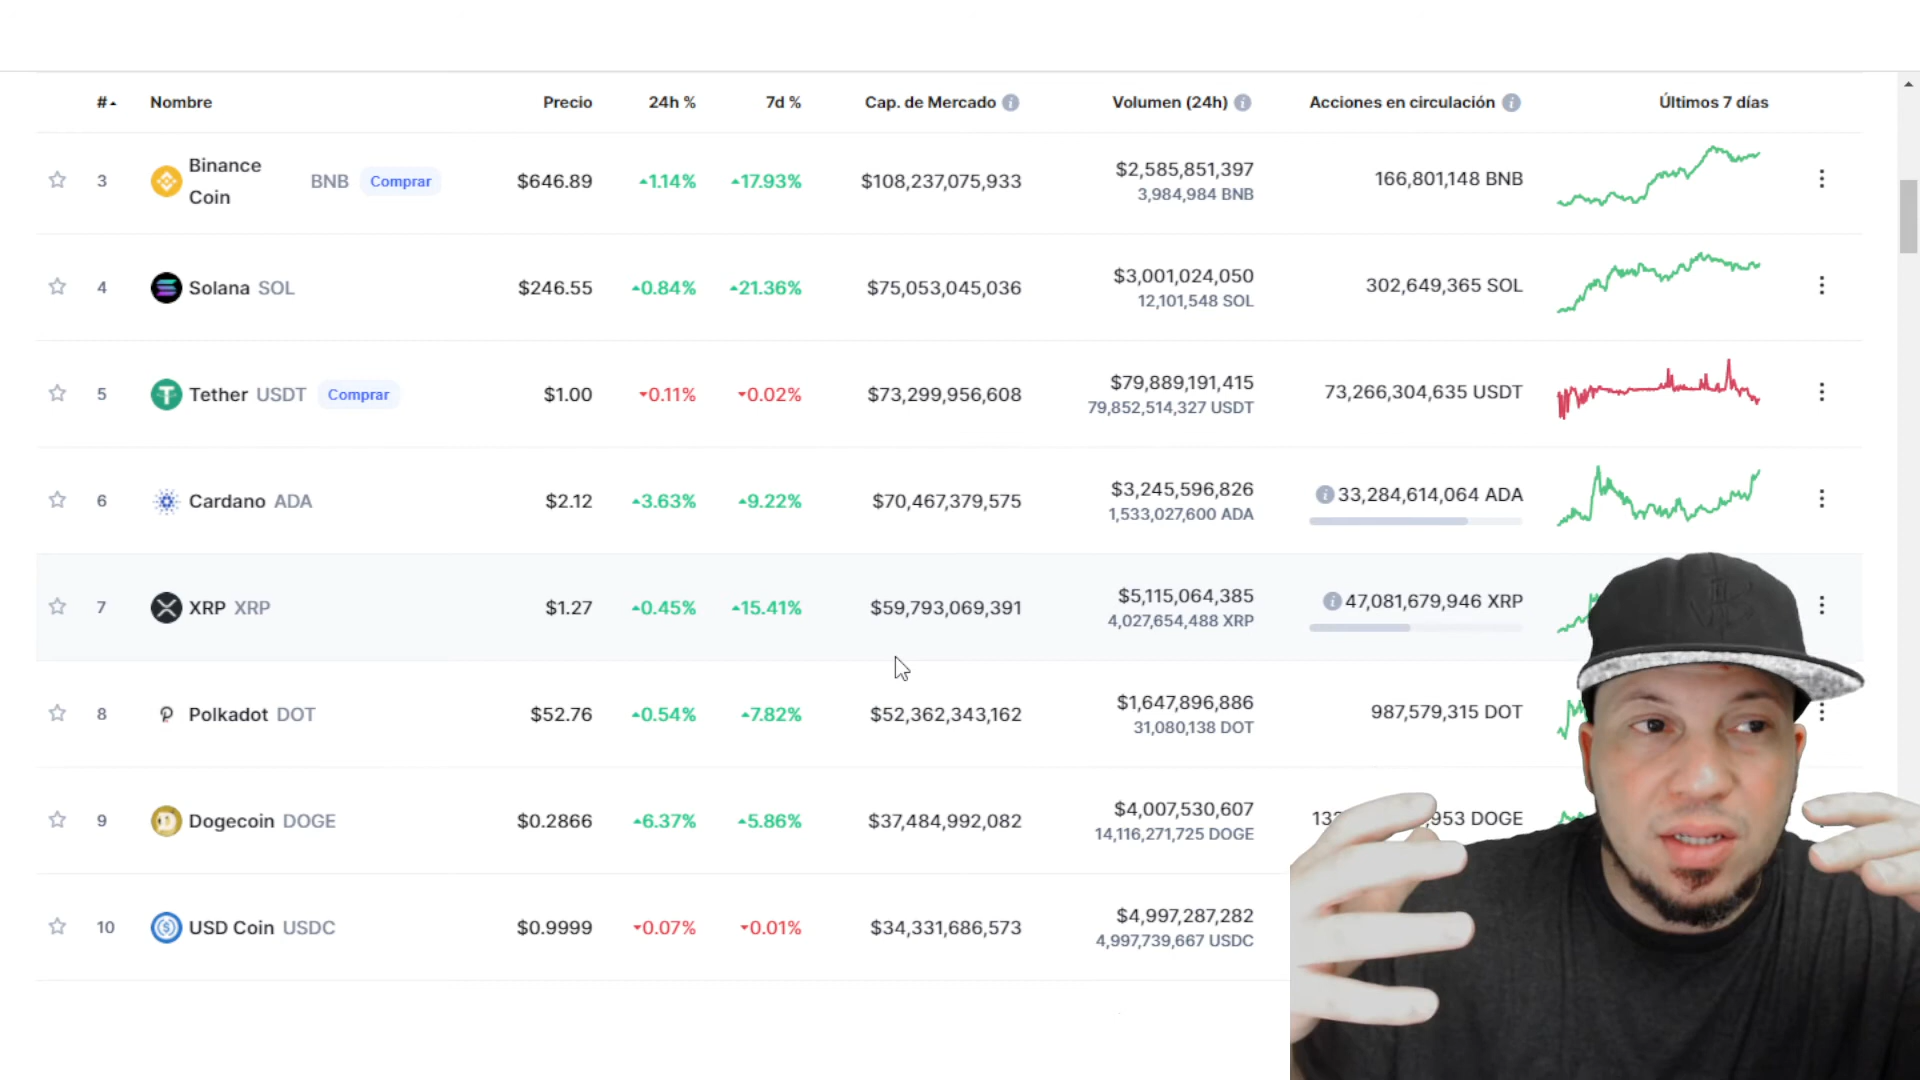 # Nombre Precio 24h % 7d % Cap. de Mercado Volumen (24h) Acciones en circulación Últimos 7 días
3 Binance Coin BNB Comprar $646.89 1.14% 17.93% $108,237,075,933 $2,585,851,397 166,801,148 BNB
3,984,984 BNB
4 Solana SOL $246.55 0.84% 21.36% $75,053,045,036 $3,001,024,050 302,649,365 SOL
12,101,548 SOL
5 Tether USDT Comprar $1.00 0.11% 0.02% $73,299,956,608 $79,889,191,415 73,266,304,635 USDT
79,852,514,327 USDT
6 Cardano ADA $2.12 3.63% 9.22% $70,467,379,575 $3,245,596,826 33,284,614,064 ADA
1,533,027,600 ADA
7 XRP XRP $1.27 0.45% 15.41% $59,793,069,391 $5,115,064,385 47,081,679,946 XRP
4,027,654,488 XRP
8 Polkadot DOT $52.76 0.54% 7.82% $52,362,343,162 $1,647,896,886 987,579,315 DOT
31,080,138 DOT
9 Dogecoin DOGE $0.2866 6.37% 5.86% $37,484,992,082 $4,007,530,607 DOGE
14,116,271,725 DOGE
10 USD Coin USDC $0.9999 0.07% 0.01% $34,331,686,573 $4,997,287,282
4,997,739,667 USDC